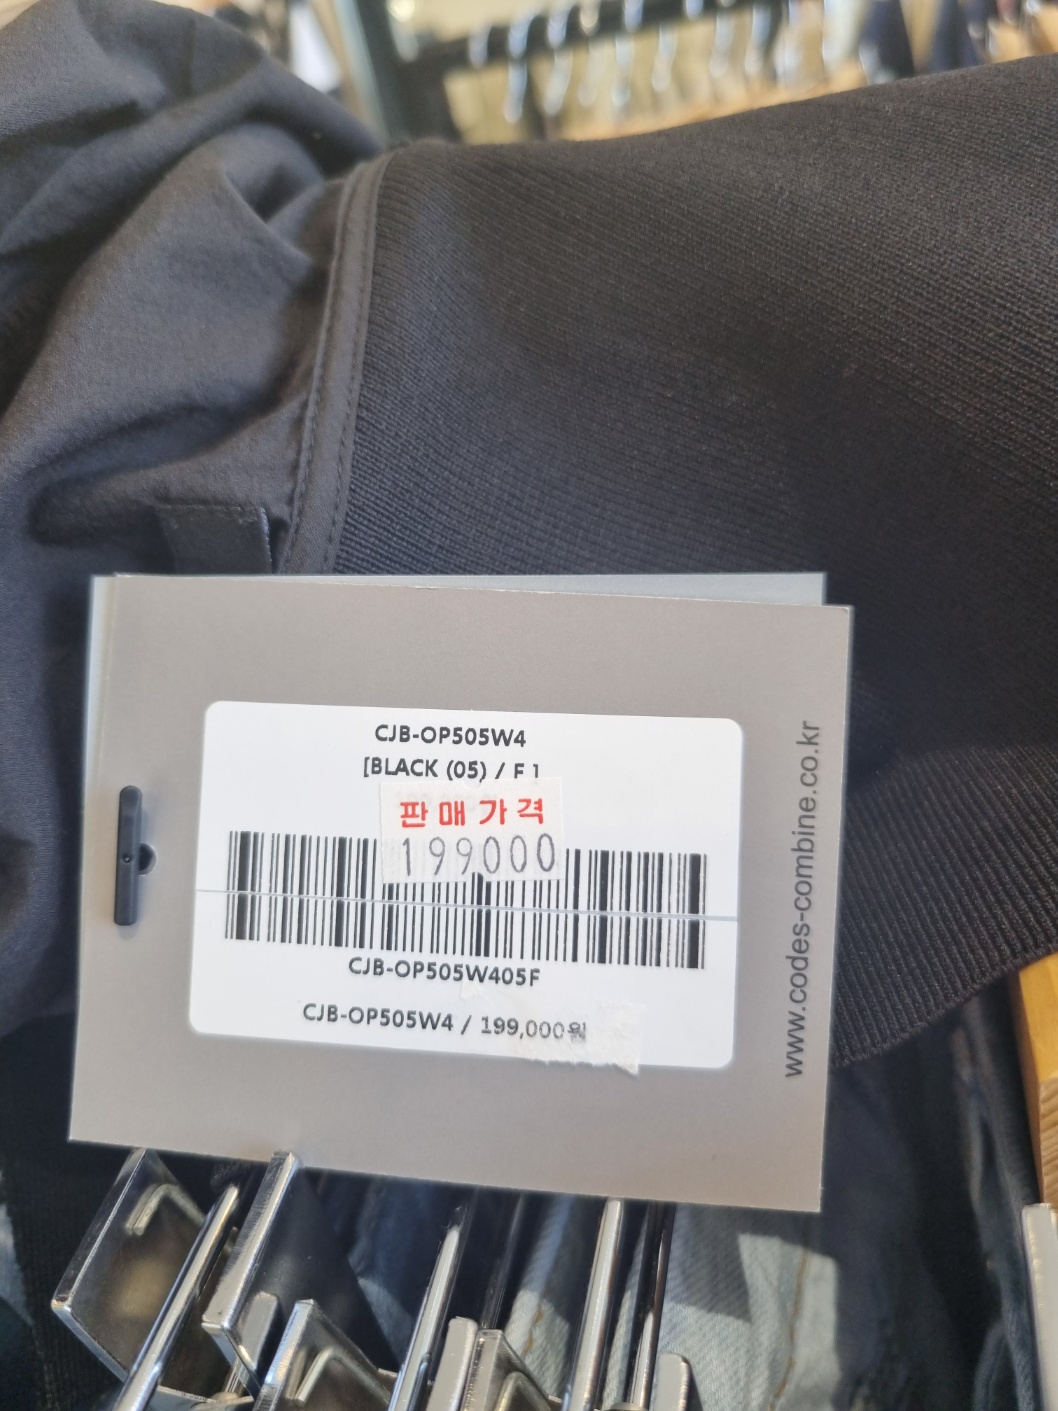 CJB-OP505W4
[BLACK (05) / F ]
판매가격
199000
CJB-OP505W405F
CJB-OP505W4 / 199,000원
www.codes-combine.co.kr